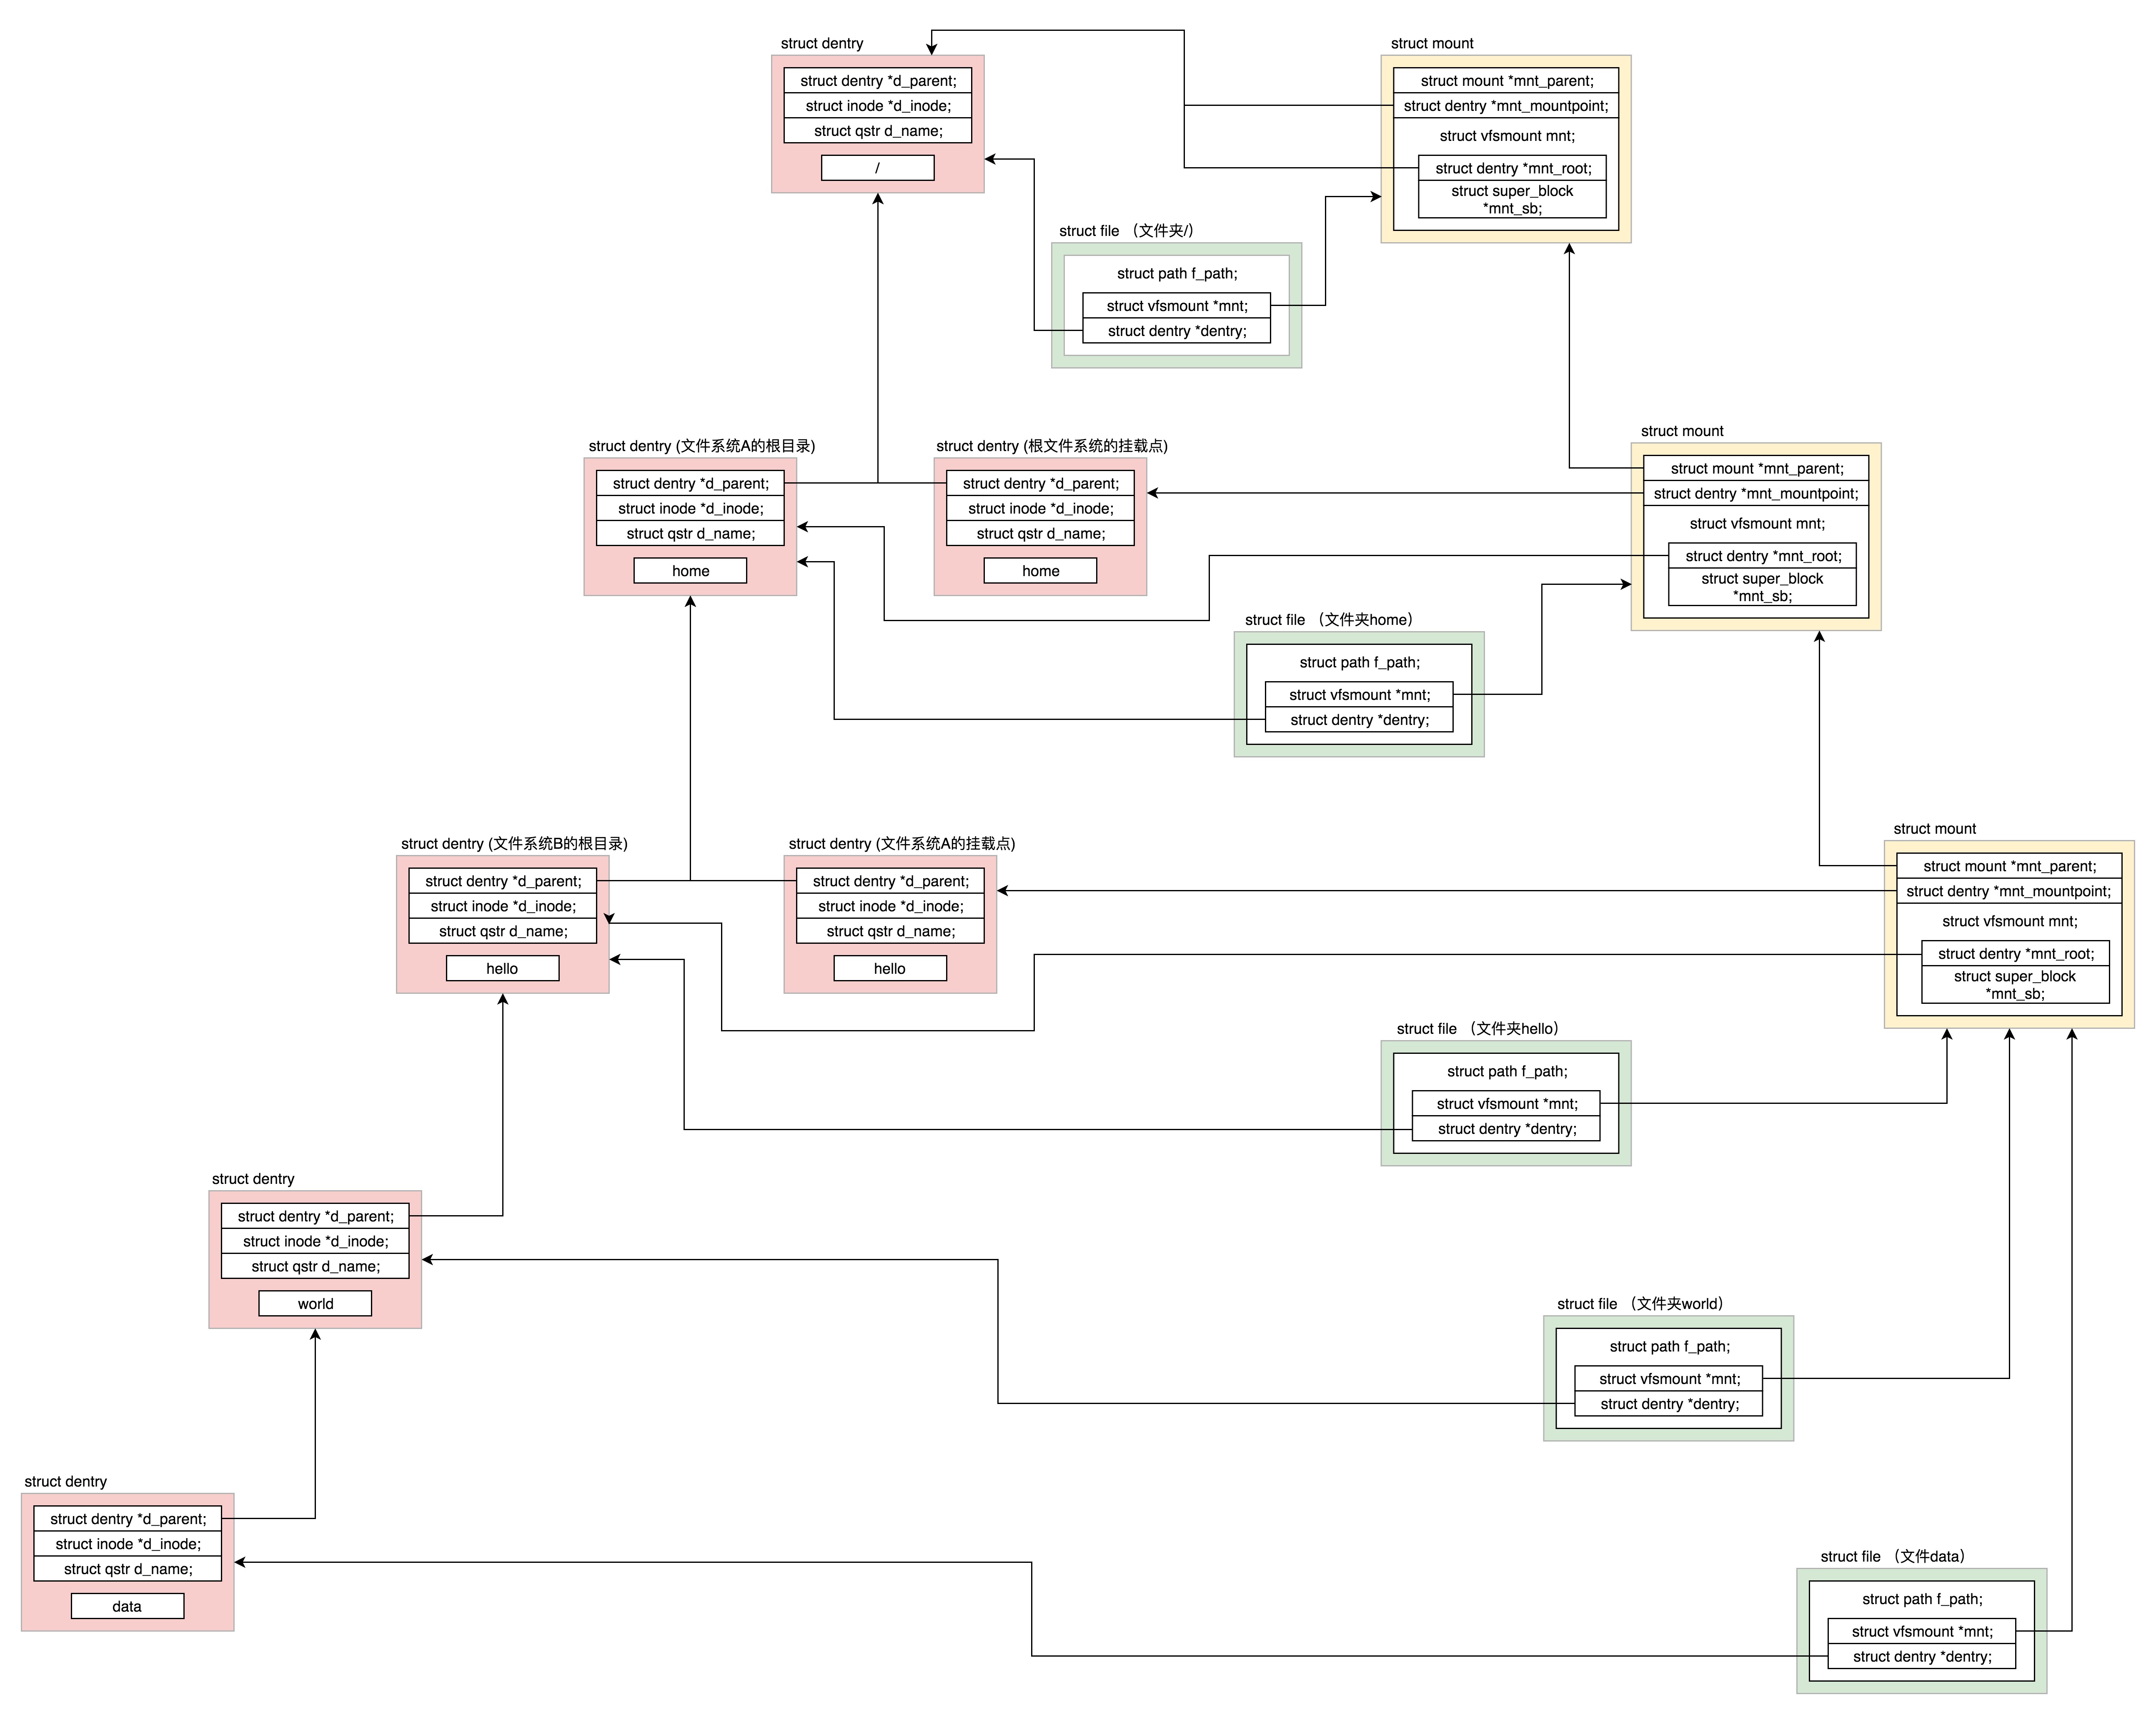 struct dentry
struct dentry *d_parent;
struct inode *d_inode;
struct qstr d_name;
/
struct mount
struct mount *mnt_parent;
struct dentry *mnt_mountpoint;
struct vfsmount mnt;
struct dentry *mnt_root;
struct super_block
*mnt_sb;
struct file （文件夹/）
struct path f_path;
struct vfsmount *mnt;
struct dentry *dentry;
struct dentry (文件系统A的根目录)
struct dentry *d_parent;
struct inode *d_inode;
struct qstr d_name;
home
struct dentry (根文件系统的挂载点)
struct dentry *d_parent;
struct inode *d_inode;
struct qstr d_name;
home
struct mount
struct mount *mnt_parent;
struct dentry *mnt_mountpoint;
struct vfsmount mnt;
struct dentry *mnt_root;
struct super_block
*mnt_sb;
struct file （文件夹home）
struct path f_path;
struct vfsmount *mnt;
struct dentry *dentry;
struct dentry (文件系统B的根目录)
struct dentry *d_parent;
struct inode *d_inode;
struct qstr d_name;
hello
struct dentry (文件系统A的挂载点)
struct dentry *d_parent;
struct inode *d_inode;
struct qstr d_name;
hello
struct mount
struct mount *mnt_parent;
struct dentry *mnt_mountpoint;
struct vfsmount mnt;
struct dentry *mnt_root;
struct super_block
*mnt_sb;
struct file （文件夹hello）
struct path f_path;
struct vfsmount *mnt;
struct dentry *dentry;
struct dentry
struct dentry *d_parent;
struct inode *d_inode;
struct qstr d_name;
world
struct file （文件夹world）
struct path f_path;
struct vfsmount *mnt;
struct dentry *dentry;
struct dentry
struct dentry *d_parent;
struct inode *d_inode;
struct qstr d_name;
data
struct file （文件data）
struct path f_path;
struct vfsmount *mnt;
struct dentry *dentry;